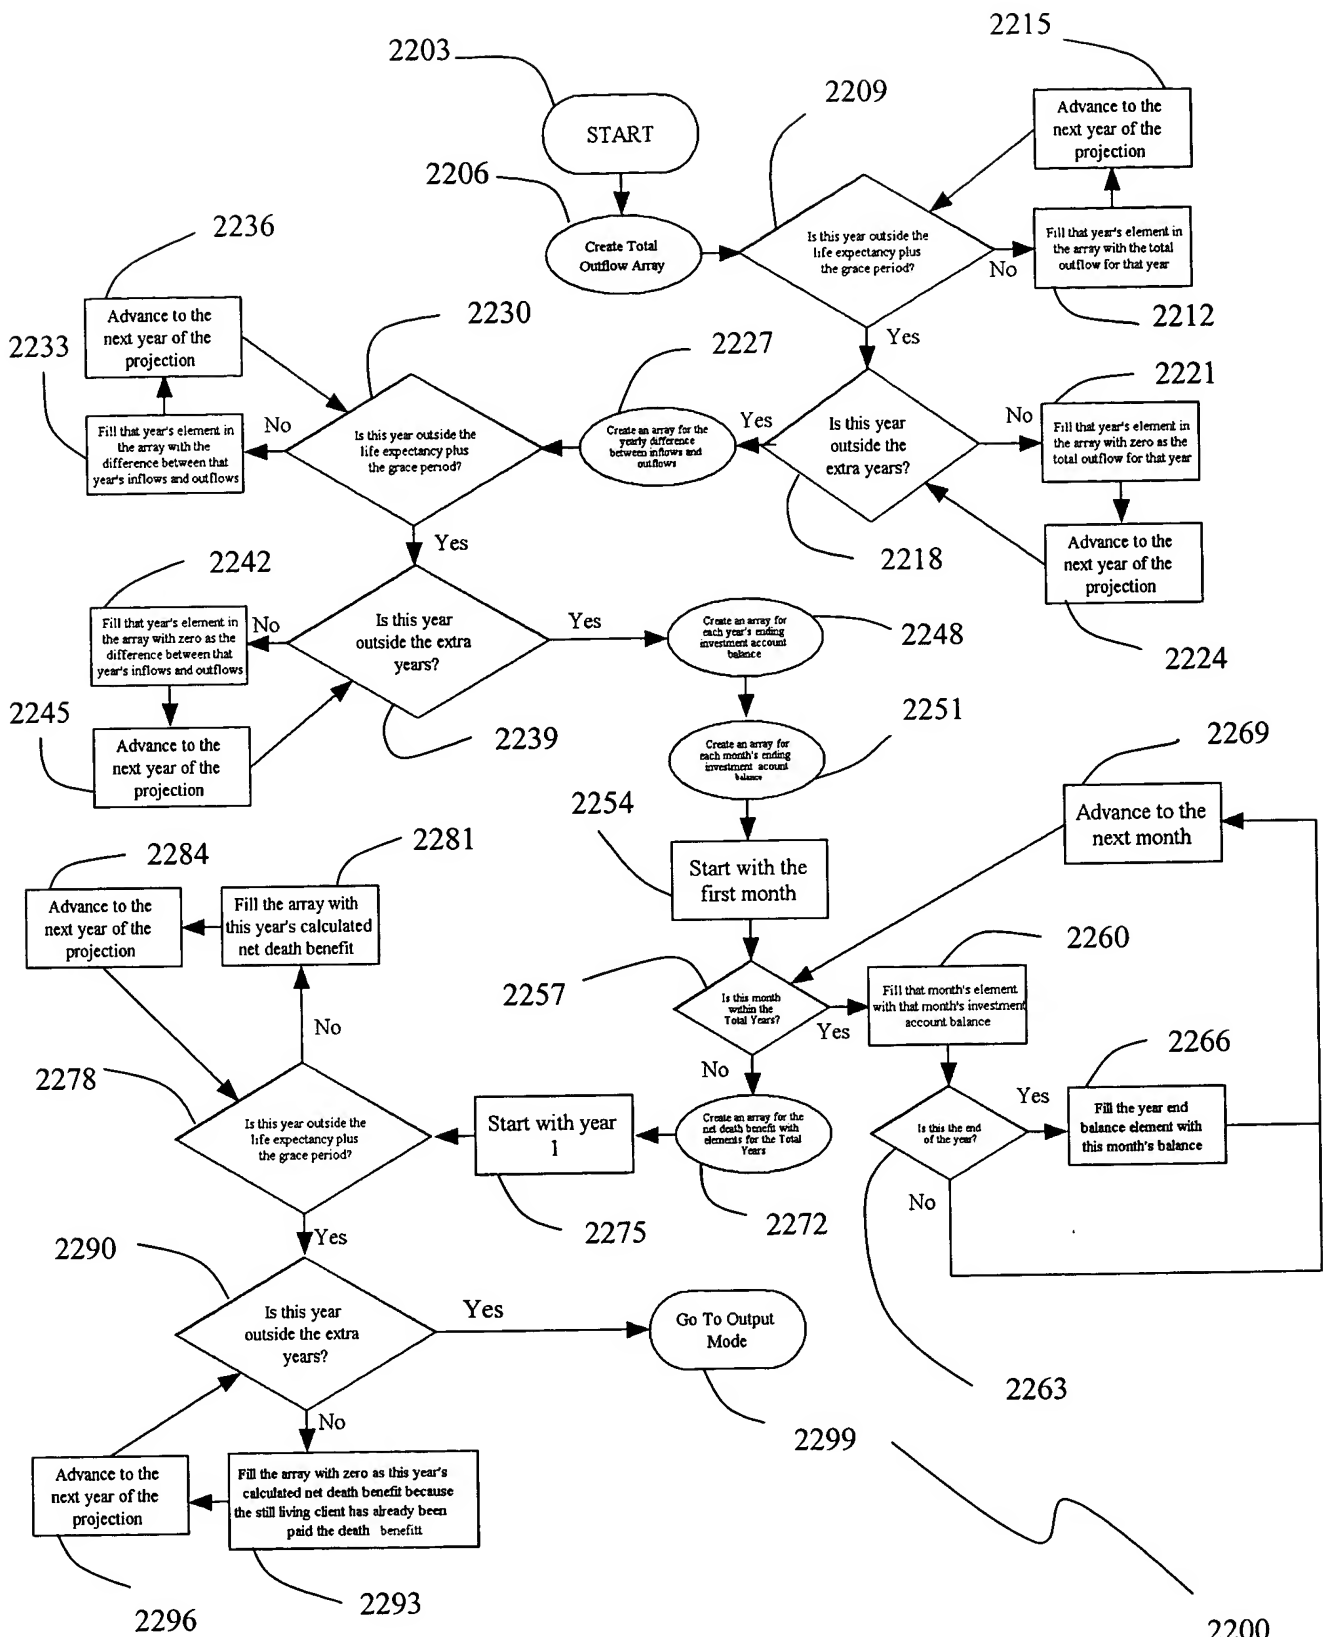 2215
2203
2209
START
Advance to the
next year of the
projection
2206
Create Total
Outflow Array
Is this year outside the
life expectancy plus
the grace period?
No
Fill that year's element in
the array with the total
outflow for that year
2212
2236
Yes
Advance to the
next year of the
projection
2230
2233
2227
2221
No
Fill that year's element in
the array with the
difference between that
year's inflows and outflows
Is this year outside the
life expectancy plus
the grace period?
Create an array for the
yearly difference
between inflows and
outflows
Yes
Is this year
outside the
extra years?
No
Fill that year's element in
the array with zero as the
total outflow for that year
Yes
2218
Advance to the
next year of the
projection
2224
2242
Fill that year's element in
the array with zero as the
difference between that
year's inflows and outflows
No
Is this year
outside the extra
years?
Yes
Create an array for
each year's ending
investment account
balance
2248
2245
Advance to the
next year of the
projection
2239
2251
Create an array for
each month's ending
investment acount
balance
2269
Advance to the
next month
2254
Start with the
first month
2284
2281
Advance to the
next year of the
projection
Fill the array with
this year's calculated
net death benefit
2260
2257
Is this month
within the
Total Years?
Yes
Fill that month's element
with that month's investment
account balance
No
No
2266
2278
Is this year outside the
life expectancy plus
the grace period?
Start with year
1
Create an array for the
net death benefit with
elements for the Total
Years
Is this the end
of the year?
Yes
Fill the year end
balance element with
this month's balance
No
2275
2272
Yes
2290
Is this year
outside the extra
years?
Yes
Go To Output
Mode
2263
No
2299
Advance to the
next year of the
projection
Fill the array with zero as this year's
calculated net death benefit because
the still living client has already been
paid the death benefitt
2296
2293
2200